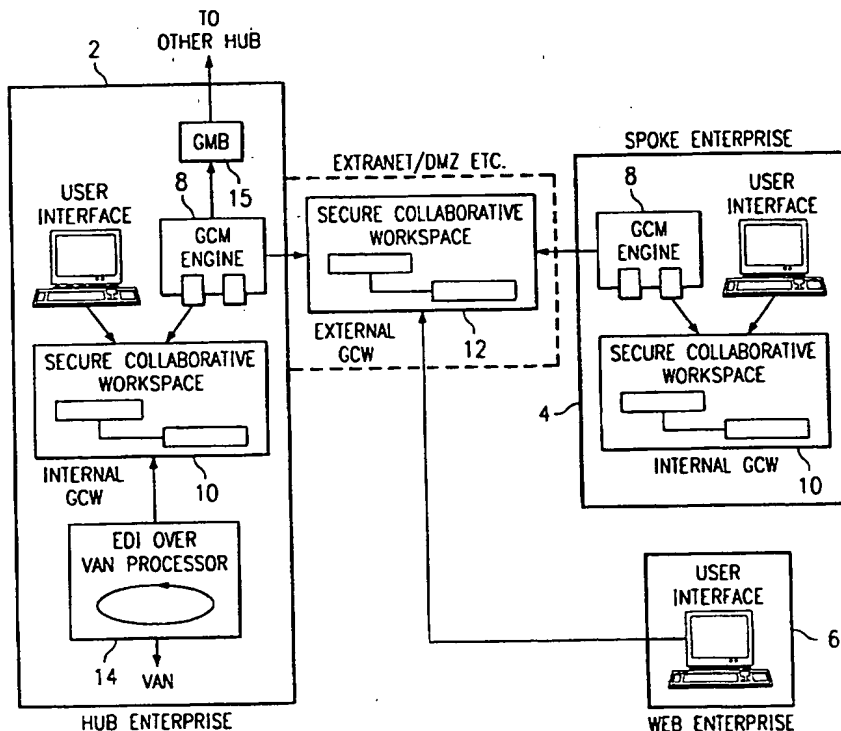 TO
OTHER HUB
2
GMB
15
8
USER
INTERFACE
GCM
ENGINE
SECURE COLLABORATIVE
WORKSPACE
INTERNAL
GCW
10
EDI OVER
VAN PROCESSOR
14
VAN
HUB ENTERPRISE
EXTRANET/DMZ ETC.
SECURE COLLABORATIVE
WORKSPACE
EXTERNAL
GCW
12
SPOKE ENTERPRISE
8
GCM
ENGINE
USER
INTERFACE
SECURE COLLABORATIVE
WORKSPACE
4
INTERNAL GCW
10
USER
INTERFACE
6
WEB ENTERPRISE